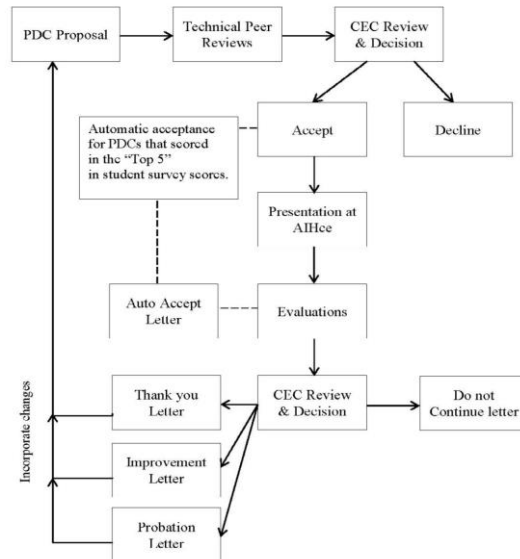 PDC Proposal
Technical Peer
Reviews
CEC Review
& Decision
Automatic acceptance
for PDCs that scored
in the “Top 5”
in student survey scores.
Accept
Decline
Presentation at
AIHce
Auto Accept
Letter
Evaluations
Thank you
Letter
CEC Review
& Decision
Do not
Continue letter
Improvement
Letter
Probation
Letter
Incorporate changes